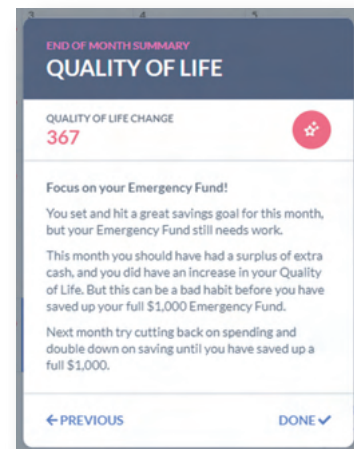 3 4 5
END OF MONTH SUMMARY
QUALITY OF LIFE
QUALITY OF LIFE CHANGE
367
Focus on your Emergency Fund!
You set and hit a great savings goal for this month,
but your Emergency Fund still needs work.
This month you should have had a surplus of extra
cash, and you did have an increase in your Quality
of Life. But this can be a bad habit before you have
saved up your full $1,000 Emergency Fund.
Next month try cutting back on spending and
double down on saving until you have saved up a
full $1,000.
PREVIOUS DONE